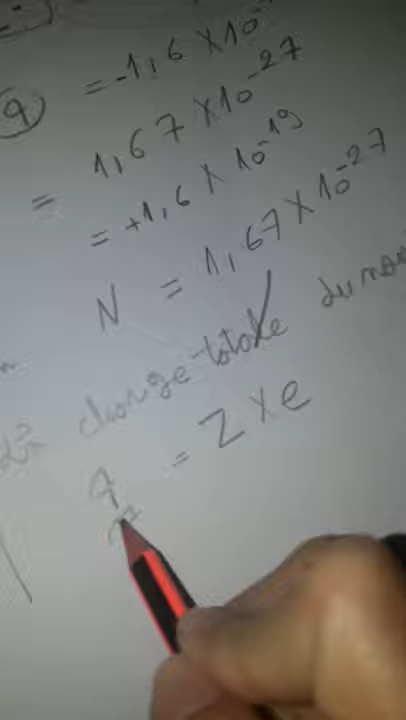 q = -1,6 x 10
= 1,67 x 10^-27
= +1,6 x 10^-19
N = 1,67 x 10^-27
charge totale du
q = Z x e